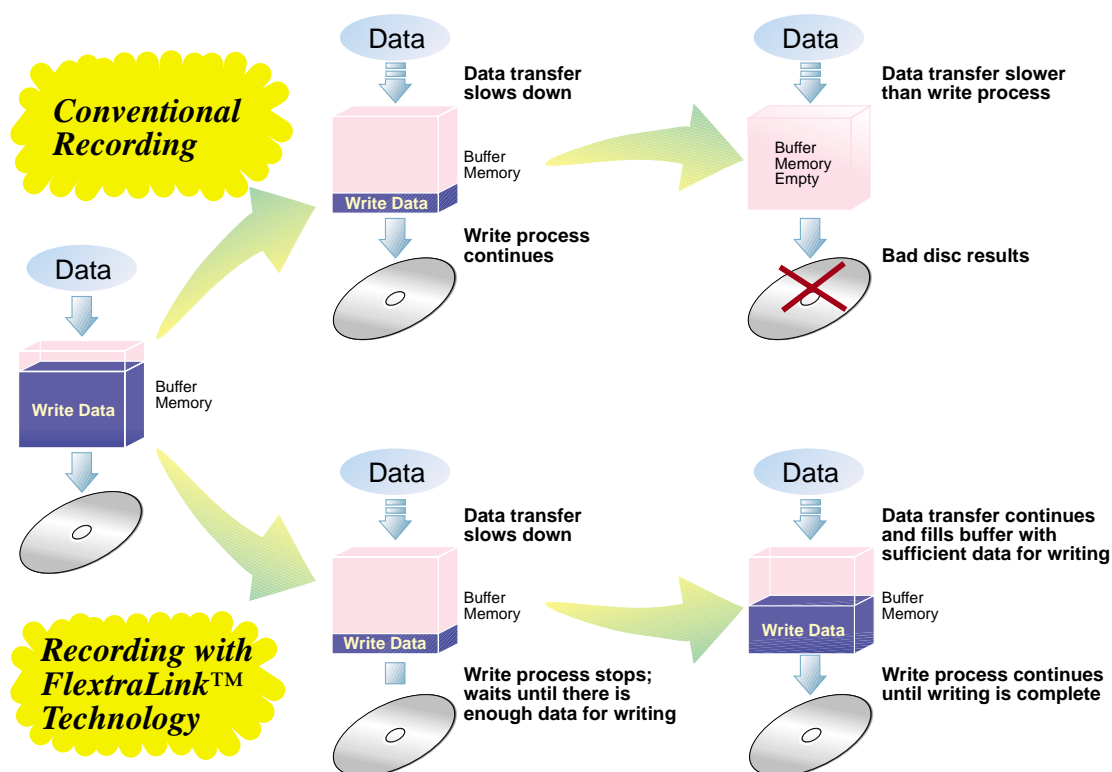 Conventional
Recording
Data
Data transfer
slows down
Buffer
Memory
Write Data
Write process
continues
Data
Data transfer slower
than write process
Buffer
Memory
Empty
Bad disc results
Data
Write Data
Buffer
Memory
Recording with
FlextraLink™
Technology
Data
Data transfer
slows down
Buffer
Memory
Write Data
Write process stops;
waits until there is
enough data for writing
Data
Data transfer continues
and fills buffer with
sufficient data for writing
Buffer
Memory
Write Data
Write process continues
until writing is complete